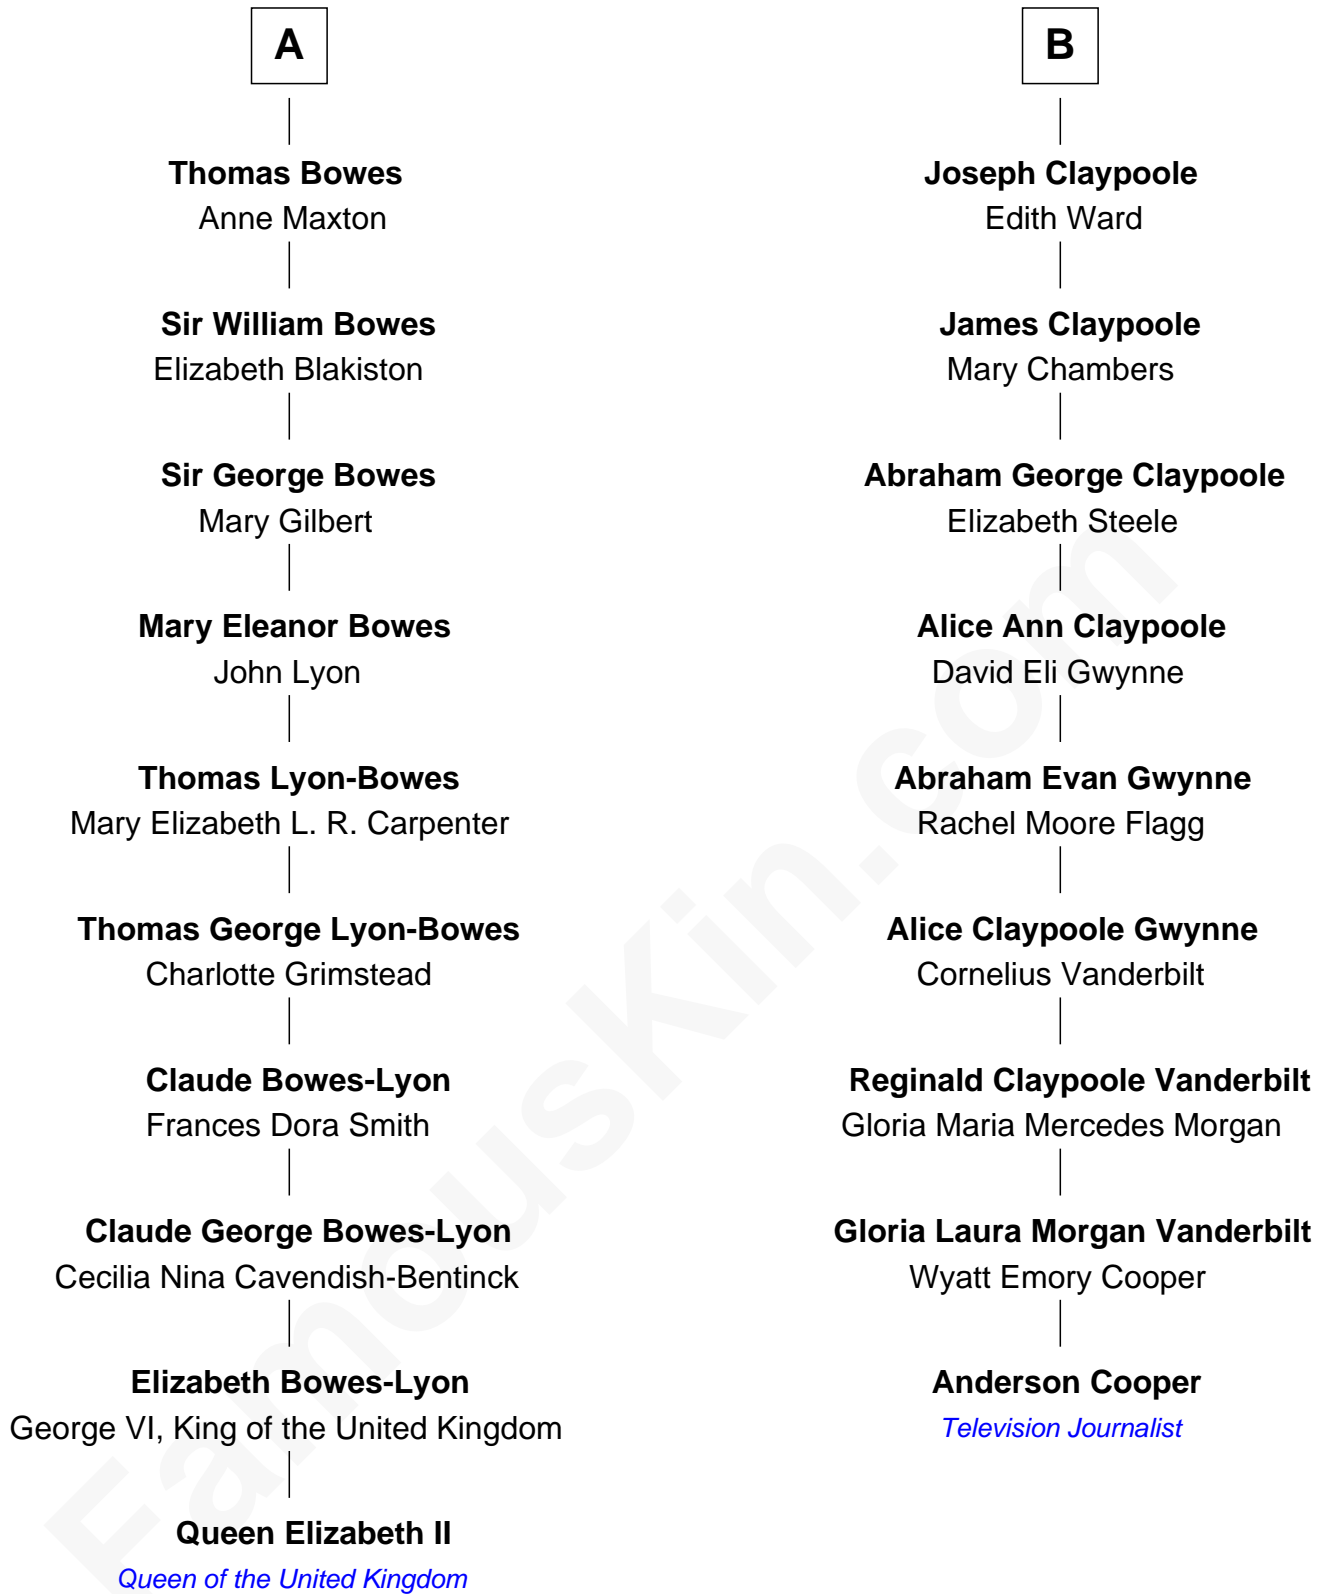 A
Thomas Bowes
Anne Maxton
Sir William Bowes
Elizabeth Blakiston
Sir George Bowes
Mary Gilbert
Mary Eleanor Bowes
John Lyon
Thomas Lyon-Bowes
Mary Elizabeth L. R. Carpenter
Thomas George Lyon-Bowes
Charlotte Grimstead
Claude Bowes-Lyon
Frances Dora Smith
Claude George Bowes-Lyon
Cecilia Nina Cavendish-Bentinck
Elizabeth Bowes-Lyon
George VI, King of the United Kingdom
Queen Elizabeth II
Queen of the United Kingdom
B
Joseph Claypoole
Edith Ward
James Claypoole
Mary Chambers
Abraham George Claypoole
Elizabeth Steele
Alice Ann Claypoole
David Eli Gwynne
Abraham Evan Gwynne
Rachel Moore Flagg
Alice Claypoole Gwynne
Cornelius Vanderbilt
Reginald Claypoole Vanderbilt
Gloria Maria Mercedes Morgan
Gloria Laura Morgan Vanderbilt
Wyatt Emory Cooper
Anderson Cooper
Television Journalist
FamousKin.com